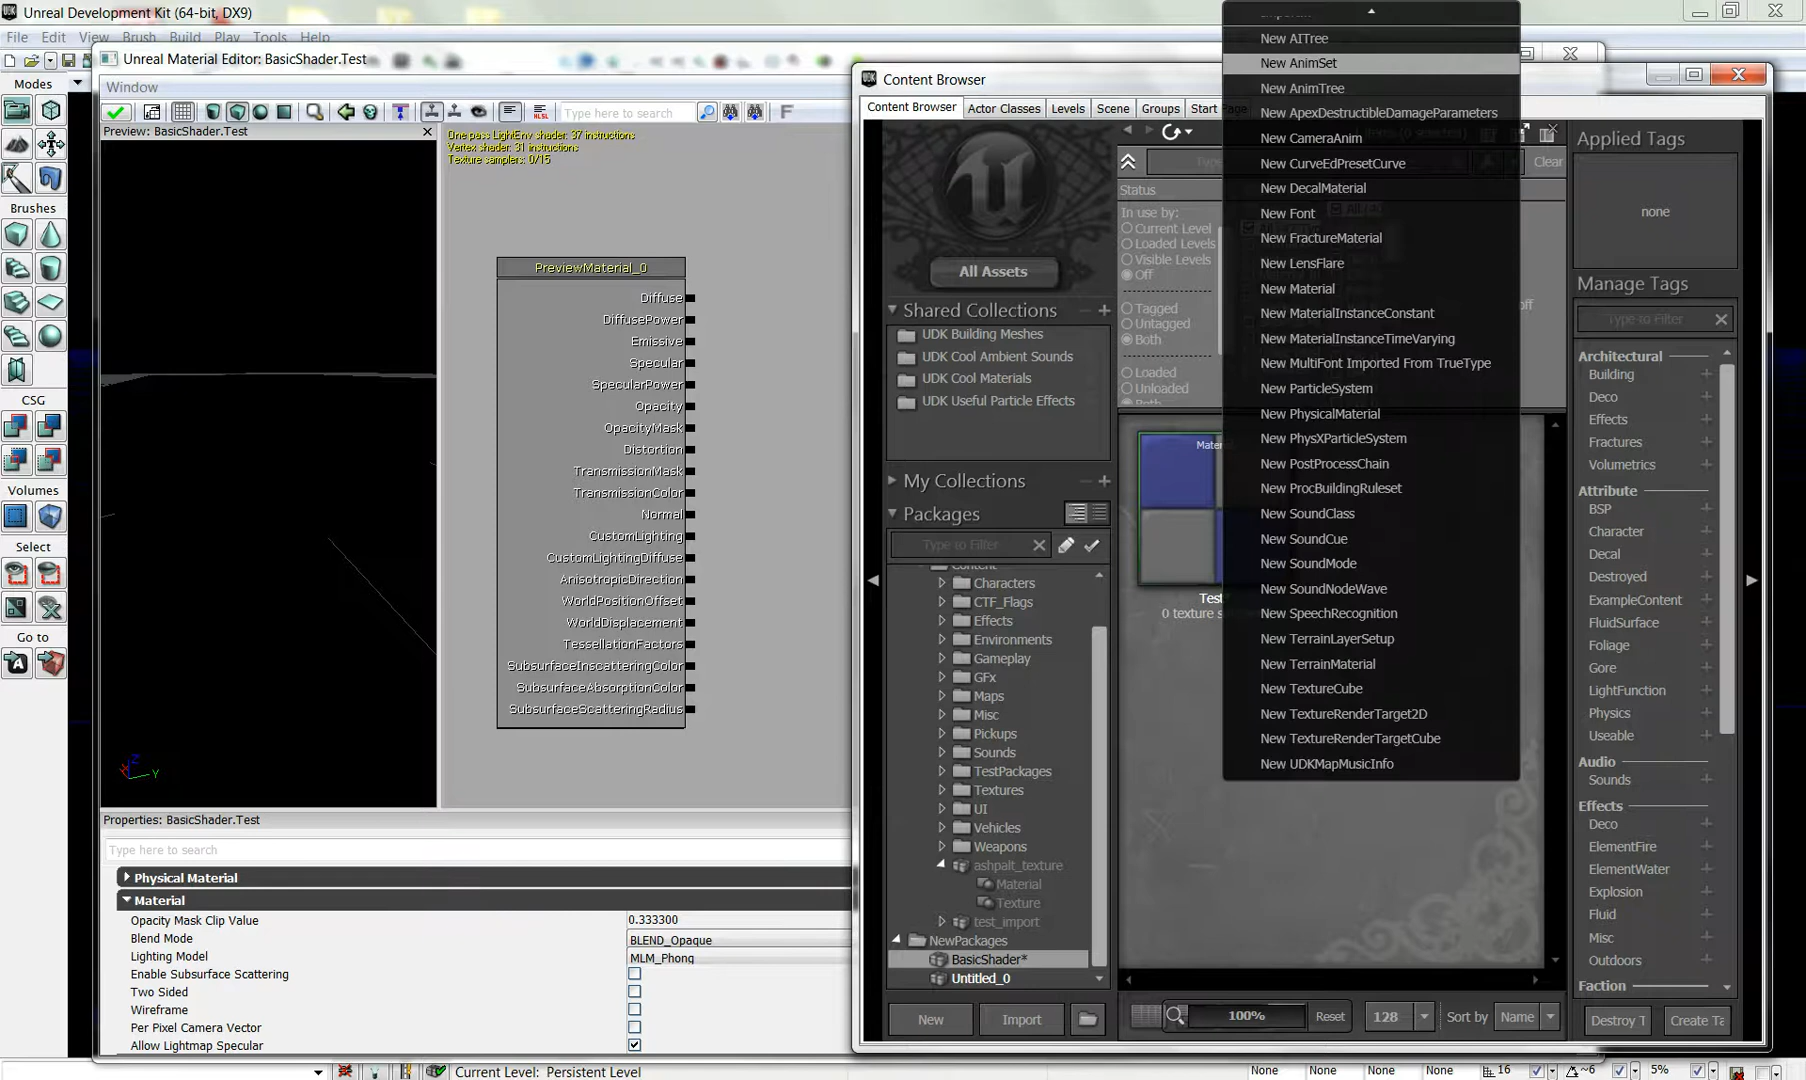 Unreal Development Kit (64-bit, DX9)
File Edit View Brush Build Play Tools Help
Modes
Brushes
CSG
Volumes
Select
Go to
Unreal Material Editor: BasicShader.Test
Window
Type here to search
Preview: BasicShader.Test
One pass LightEnv shader: 37 instructions
Vertex shader: 31 instructions
Texture samplers: 0/15
PreviewMaterial_0
Diffuse
DiffusePower
Emissive
Specular
SpecularPower
Opacity
OpacityMask
Distortion
TransmissionMask
TransmissionColor
Normal
CustomLighting
CustomLightingDiffuse
AnisotropicDirection
WorldPositionOffset
WorldDisplacement
TessellationFactors
SubsurfaceInscatteringColor
SubsurfaceAbsorptionColor
SubsurfaceScatteringRadius
Z
X
Y
Properties: BasicShader.Test
Type here to search
Physical Material
Material
Opacity Mask Clip Value 0.333300
Blend Mode BLEND_Opaque
Lighting Model MLM_Phong
Enable Subsurface Scattering
Two Sided
Wireframe
Per Pixel Camera Vector
Allow Lightmap Specular
Content Browser
Content Browser Actor Classes Levels Scene Groups Start Page
All Assets
Shared Collections
UDK Building Meshes
UDK Cool Ambient Sounds
UDK Cool Materials
UDK Useful Particle Effects
My Collections
Packages
Type to Filter
Content
Characters
CTF_Flags
Effects
Environments
Gameplay
GFx
Maps
Misc
Pickups
Sounds
TestPackages
Textures
UI
Vehicles
Weapons
ashpalt_texture
Material
Texture
test_import
NewPackages
BasicShader*
Untitled_0
New Import
Clear
Status
In use by:
Current Level
Loaded Levels
Visible Levels
Off
Tagged
Untagged
Both
Loaded
Unloaded
Both
Test
New AITree
New AnimSet
New AnimTree
New ApexDestructibleDamageParameters
New CameraAnim
New CurveEdPresetCurve
New DecalMaterial
New Font
New FractureMaterial
New LensFlare
New Material
New MaterialInstanceConstant
New MaterialInstanceTimeVarying
New MultiFont Imported From TrueType
New ParticleSystem
New PhysicalMaterial
New PhysXParticleSystem
New PostProcessChain
New ProcBuildingRuleset
New SoundClass
New SoundCue
New SoundMode
New SoundNodeWave
New SpeechRecognition
New TerrainLayerSetup
New TerrainMaterial
New TextureCube
New TextureRenderTarget2D
New TextureRenderTargetCube
New UDKMapMusicInfo
100% Reset 128 Sort by Name
Applied Tags
none
Manage Tags
Type to Filter
Architectural
Building
Deco
Effects
Fractures
Volumetrics
Attribute
BSP
Character
Decal
Destroyed
ExampleContent
FluidSurface
Foliage
Gore
LightFunction
Physics
Useable
Audio
Sounds
Effects
Deco
ElementFire
ElementWater
Explosion
Fluid
Misc
Outdoors
Faction
Destroy T Create Ta
Current Level: Persistent Level
None None None None 16 ~6 5%